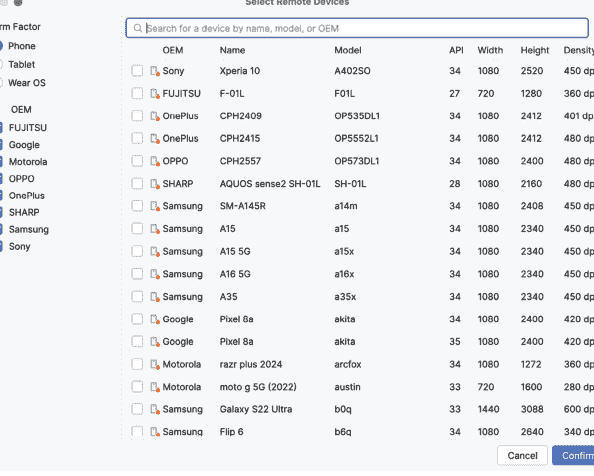 Select Remote Devices
rm Factor
Phone
Tablet
Wear OS
OEM
FUJITSU
Google
Motorola
OPPO
OnePlus
SHARP
Samsung
Sony
Search for a device by name, model, or OEM
OEM Name Model API Width Height Density
Sony Xperia 10 A402SO 34 1080 2520 450 dp
FUJITSU F-01L F01L 27 720 1280 360 dp
OnePlus CPH2409 OP535DL1 34 1080 2412 401 dp
OnePlus CPH2415 OP5552L1 34 1080 2412 480 dp
OPPO CPH2557 OP573DL1 34 1080 2400 480 dp
SHARP AQUOS sense2 SH-01L SH-01L 28 1080 2160 480 dp
Samsung SM-A145R a14m 34 1080 2408 450 dp
Samsung A15 a15 34 1080 2340 450 dp
Samsung A15 5G a15x 34 1080 2340 450 dp
Samsung A16 5G a16x 34 1080 2340 450 dp
Samsung A35 a35x 34 1080 2340 450 dp
Google Pixel 8a akita 34 1080 2400 420 dp
Google Pixel 8a akita 35 1080 2400 420 dp
Motorola razr plus 2024 arcfox 34 1080 1272 360 dp
Motorola moto g 5G (2022) austin 33 720 1600 280 dp
Samsung Galaxy S22 Ultra b0q 33 1440 3088 600 dp
Samsung Flip 6 b6q 34 1080 2640 340 dp
Cancel Confirm